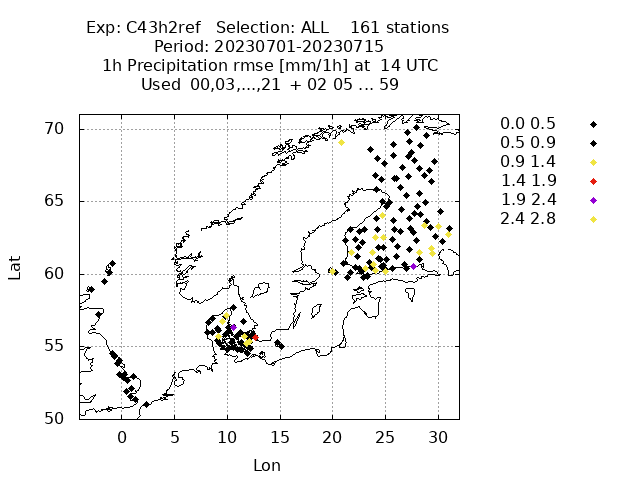 Exp: C43h2ref   Selection: ALL    161 stations
Period: 20230701-20230715
1h Precipitation rmse [mm/1h] at  14 UTC
Used  00,03,...,21  + 02 05 ... 59
0.0 0.5
0.5 0.9
0.9 1.4
1.4 1.9
1.9 2.4
2.4 2.8
70
65
60
55
50
Lat
0 5 10 15 20 25 30
Lon